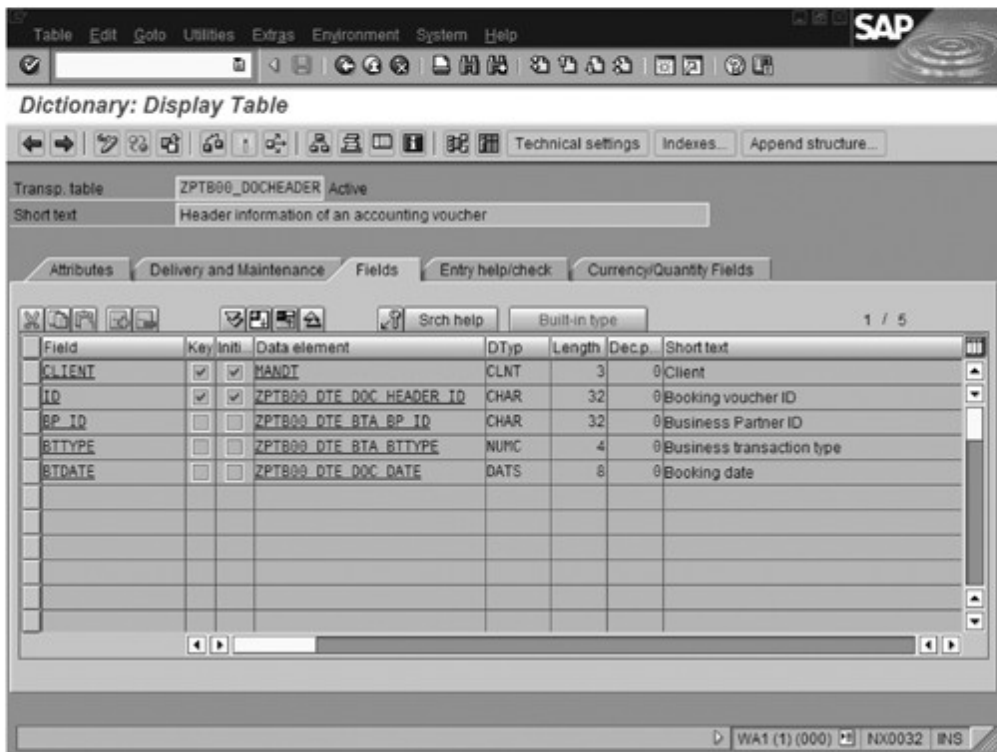 Table Edit Goto Utilities Extras Environment System Help
SAP
Dictionary: Display Table
Technical settings Indexes... Append structure...
Transp. table ZPTB00_DOCHEADER Active
Short text Header information of an accounting voucher
Attributes Delivery and Maintenance Fields Entry help/check Currency/Quantity Fields
Srch help Built-in type 1 / 5
Field Key Initi... Data element DTyp Length Dec.p... Short text
CLIENT MANDT CLNT 3 0 Client
ID ZPTB00_DTE_DOC_HEADER_ID CHAR 32 0 Booking voucher ID
BP_ID ZPTB00_DTE_BTA_BP_ID CHAR 32 0 Business Partner ID
BTTYPE ZPTB00_DTE_BTA_BTTYPE NUMC 4 0 Business transaction type
BTDATE ZPTB00_DTE_DOC_DATE DATS 8 0 Booking date
WA1 (1) (000) NX0032 INS